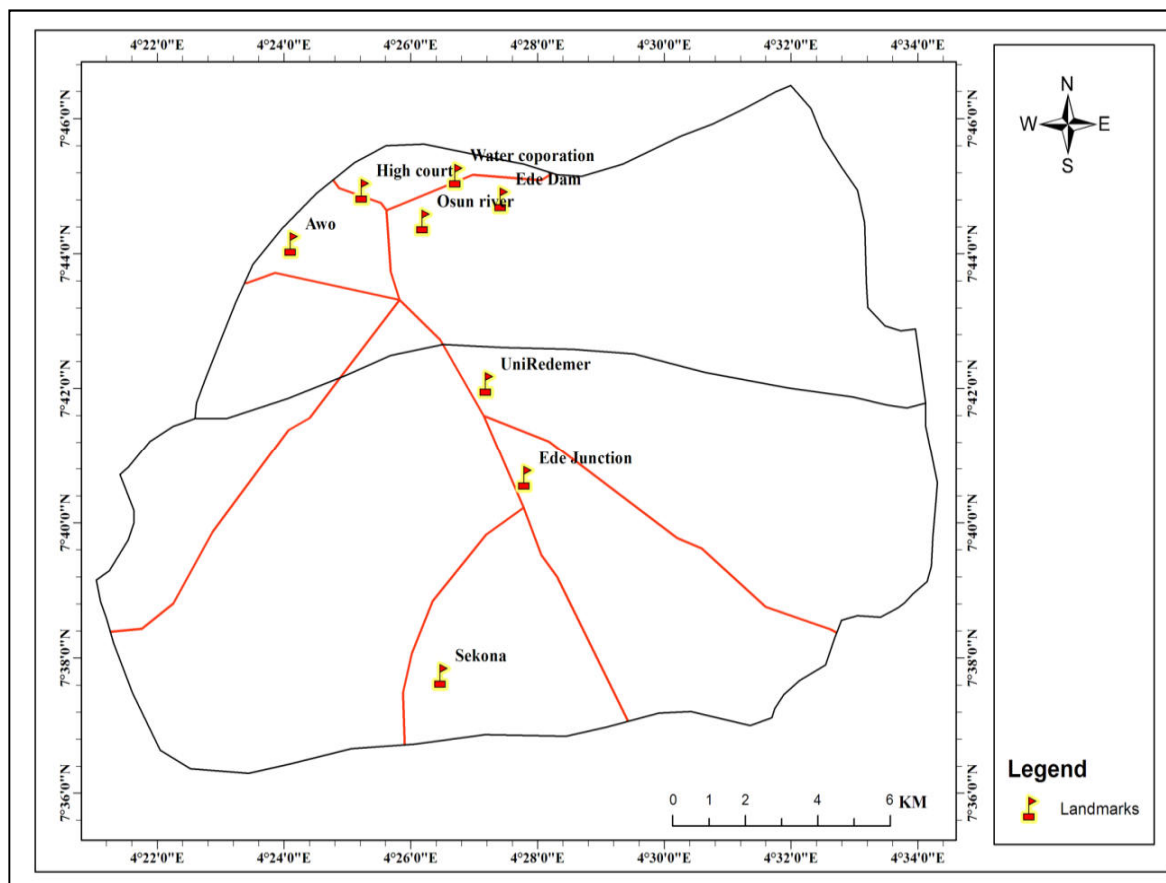 4°22'0"E 4°24'0"E 4°26'0"E 4°28'0"E 4°30'0"E 4°32'0"E 4°34'0"E
7°46'0"N 7°46'0"N
N
W E
S
Water coporation
High court
Ede Dam
Osun river
Awo
7°44'0"N 7°44'0"N
7°42'0"N 7°42'0"N
UniRedemer
Ede Junction
7°40'0"N 7°40'0"N
Sekona
7°38'0"N 7°38'0"N
7°36'0"N 7°36'0"N
Legend
Landmarks
0 1 2 4 6 KM
4°22'0"E 4°24'0"E 4°26'0"E 4°28'0"E 4°30'0"E 4°32'0"E 4°34'0"E